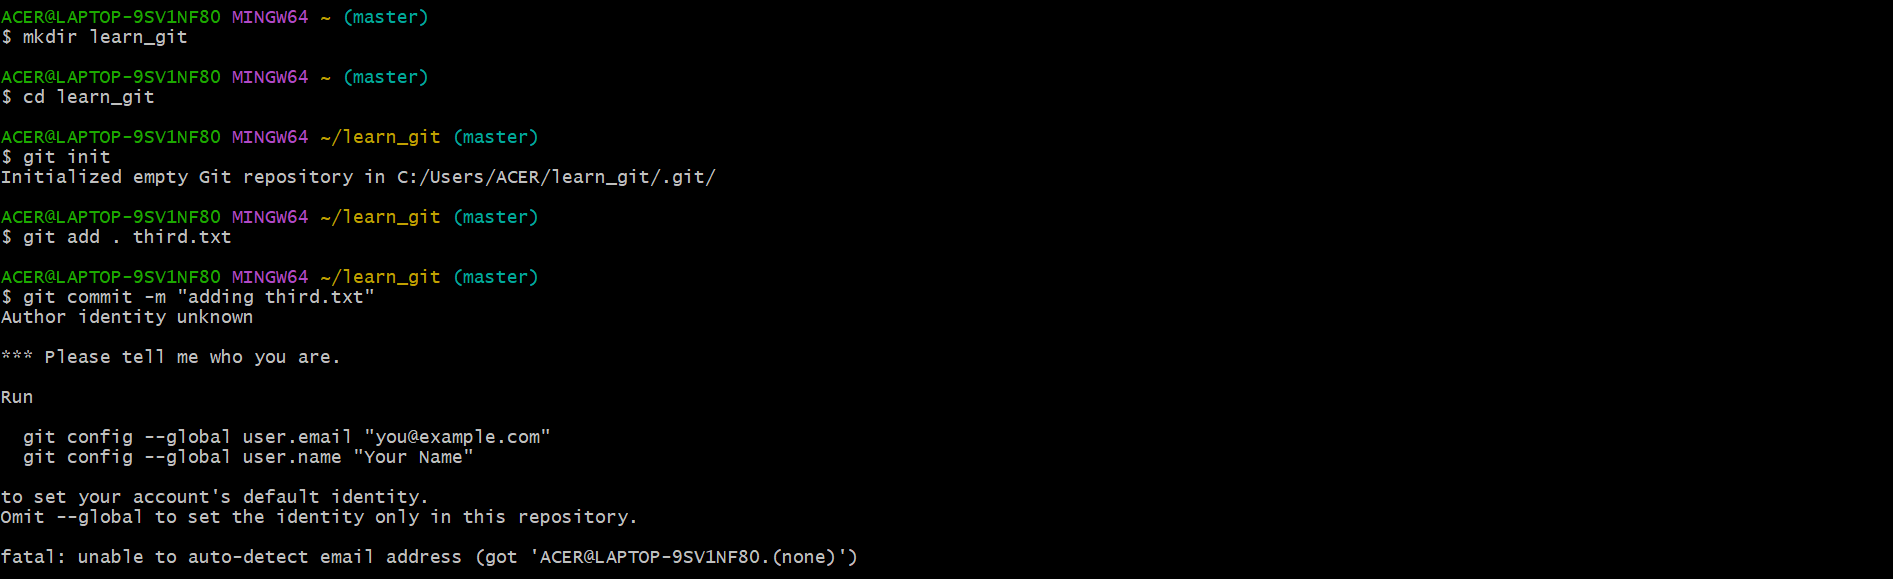 ACER@LAPTOP-9SV1NF80 MINGW64 ~ (master)
$ mkdir learn_git
ACER@LAPTOP-9SV1NF80 MINGW64 ~ (master)
$ cd learn_git
ACER@LAPTOP-9SV1NF80 MINGW64 ~/learn_git (master)
$ git init
Initialized empty Git repository in C:/Users/ACER/learn_git/.git/
ACER@LAPTOP-9SV1NF80 MINGW64 ~/learn_git (master)
$ git add . third.txt
ACER@LAPTOP-9SV1NF80 MINGW64 ~/learn_git (master)
$ git commit -m "adding third.txt"
Author identity unknown
*** Please tell me who you are.
Run
  git config --global user.email "you@example.com"
  git config --global user.name "Your Name"
to set your account's default identity.
Omit --global to set the identity only in this repository.
fatal: unable to auto-detect email address (got 'ACER@LAPTOP-9SV1NF80.(none)')